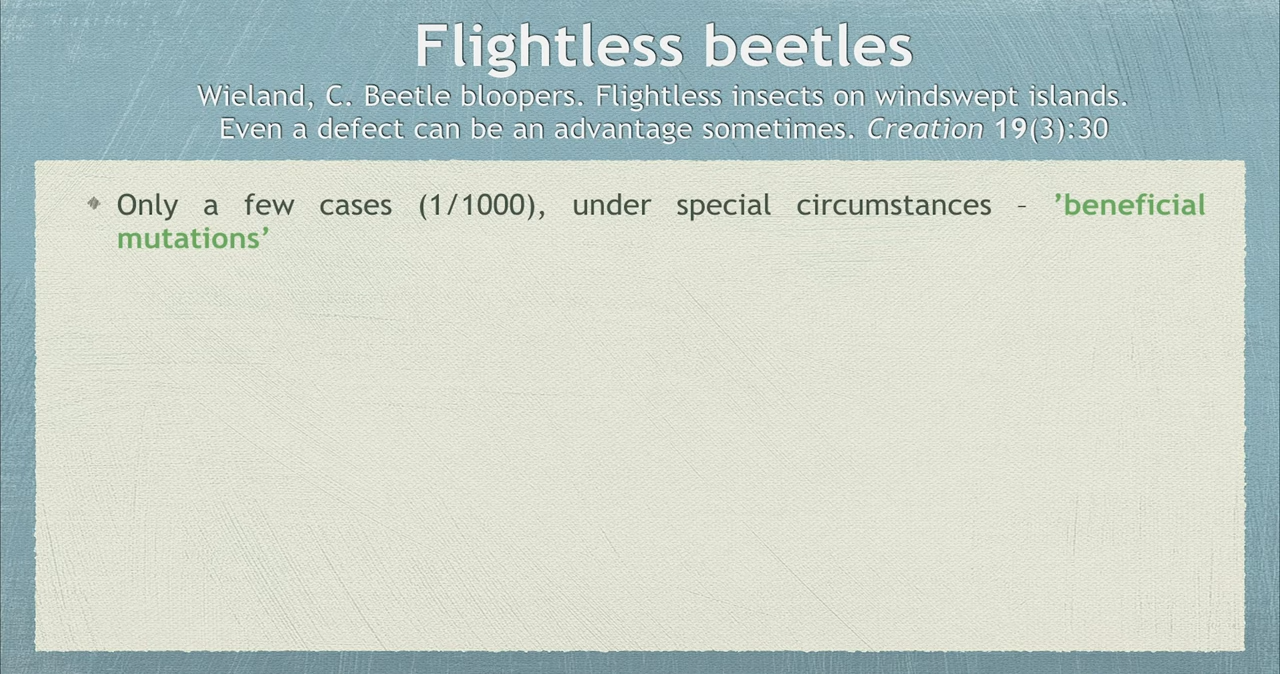 Flightless beetles
Wieland, C. Beetle bloopers. Flightless insects on windswept islands.
Even a defect can be an advantage sometimes. Creation 19(3):30
Only a few cases (1/1000), under special circumstances – ’beneficial
mutations’